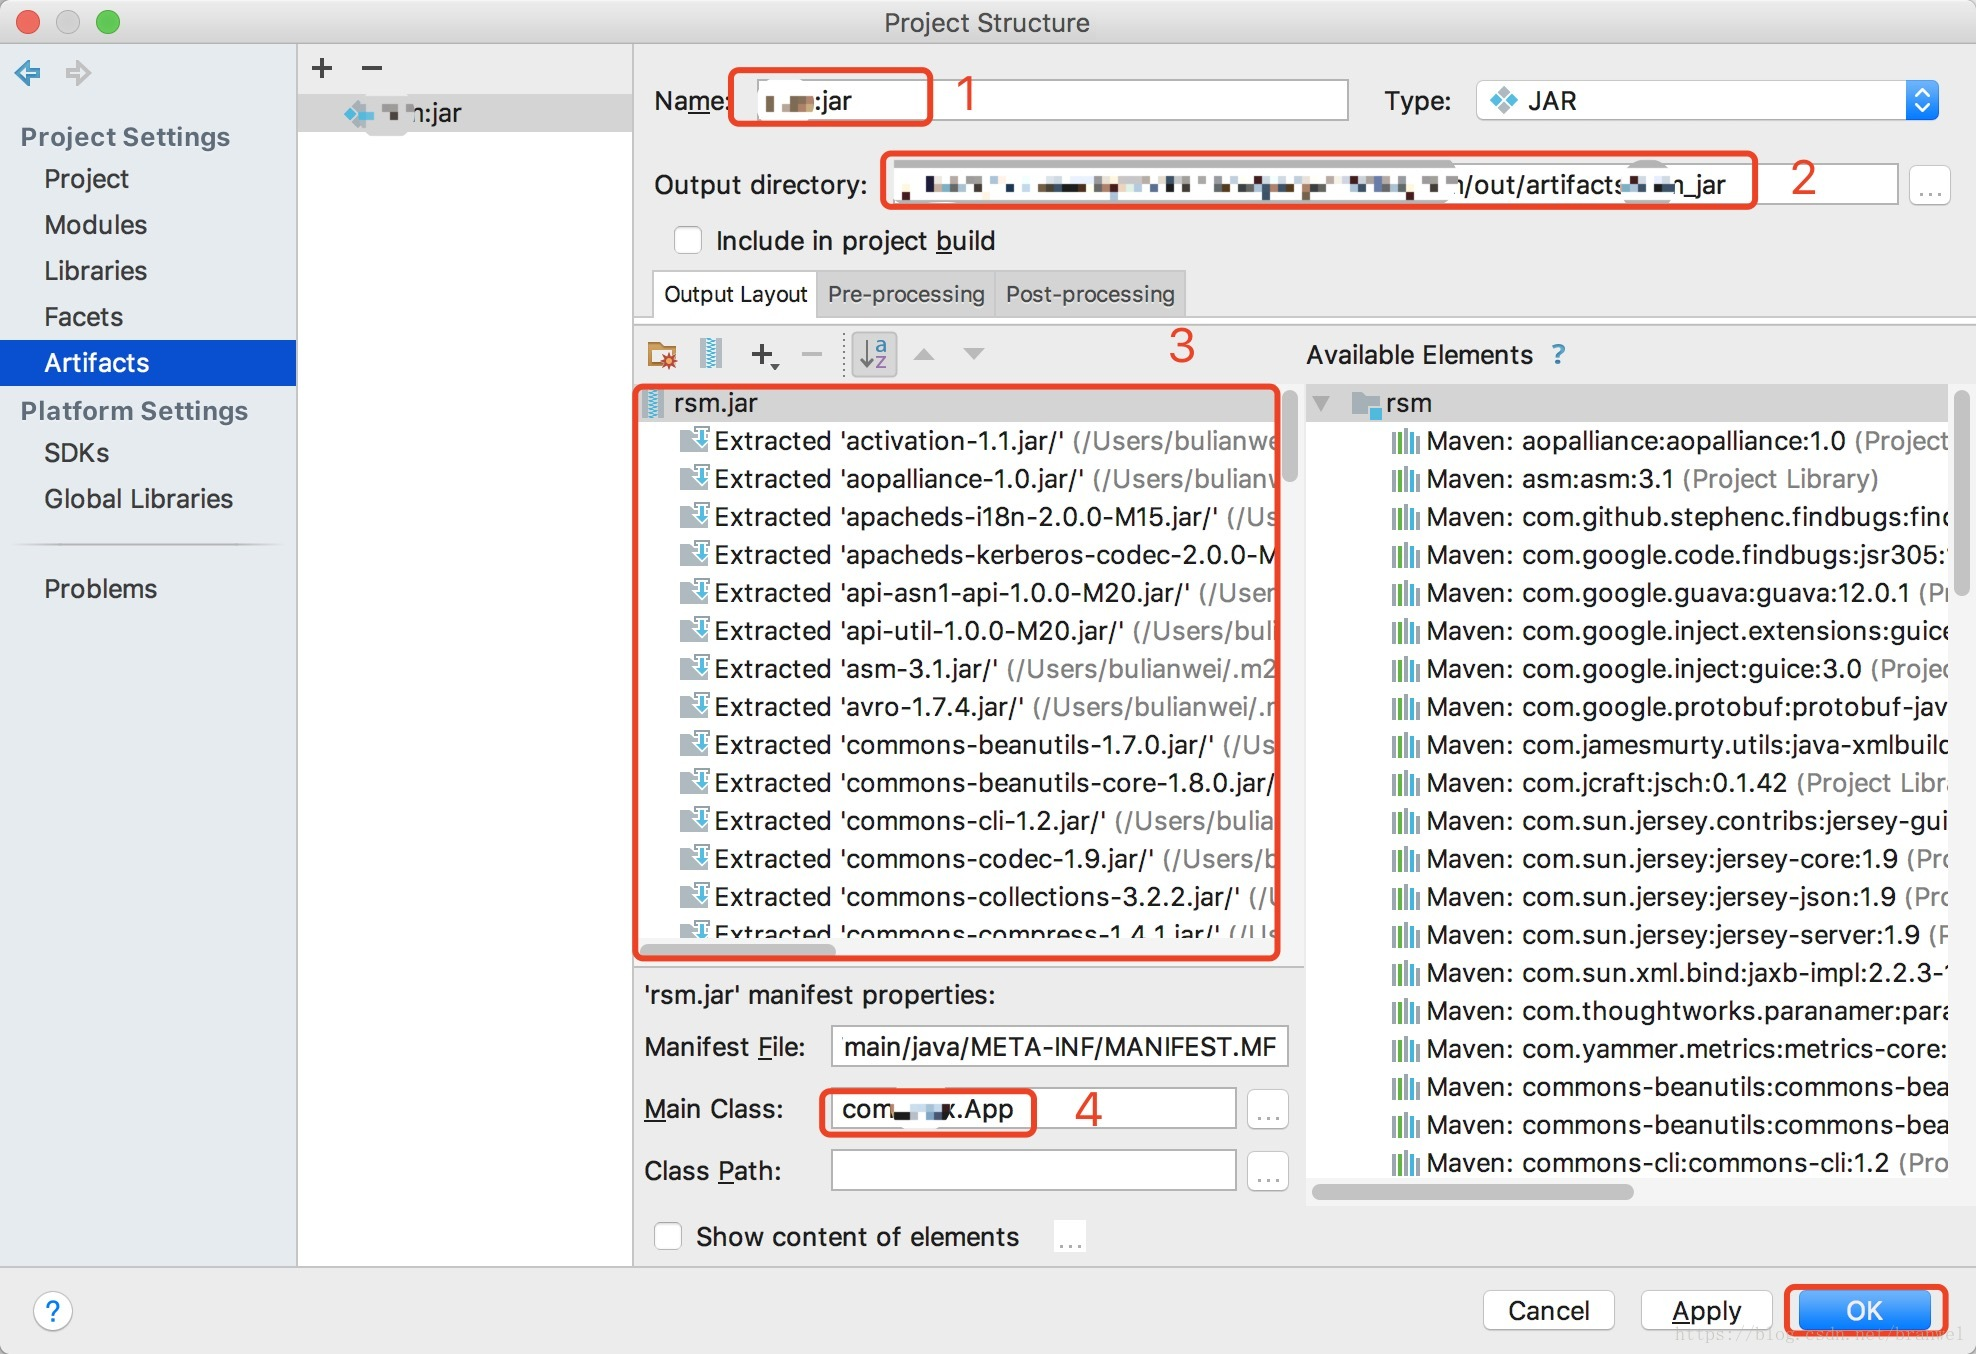 Project Structure
Project Settings
Project
Modules
Libraries
Facets
Artifacts
Platform Settings
SDKs
Global Libraries
Problems
:jar
Name: :jar 1
Type: JAR
Output directory: /out/artifacts _jar 2
...
Include in project build
Output Layout Pre-processing Post-processing
3
Available Elements ?
rsm.jar
Extracted 'activation-1.1.jar/' (/Users/bulianwe
Extracted 'aopalliance-1.0.jar/' (/Users/bulianw
Extracted 'apacheds-i18n-2.0.0-M15.jar/' (/Us
Extracted 'apacheds-kerberos-codec-2.0.0-M
Extracted 'api-asn1-api-1.0.0-M20.jar/' (/User
Extracted 'api-util-1.0.0-M20.jar/' (/Users/buli
Extracted 'asm-3.1.jar/' (/Users/bulianwei/.m2
Extracted 'avro-1.7.4.jar/' (/Users/bulianwei/.r
Extracted 'commons-beanutils-1.7.0.jar/' (/Us
Extracted 'commons-beanutils-core-1.8.0.jar/
Extracted 'commons-cli-1.2.jar/' (/Users/bulia
Extracted 'commons-codec-1.9.jar/' (/Users/b
Extracted 'commons-collections-3.2.2.jar/' (/U
Extracted 'commons-compress-1.4.1.jar/' (/Us
rsm
Maven: aopalliance:aopalliance:1.0 (Project
Maven: asm:asm:3.1 (Project Library)
Maven: com.github.stephenc.findbugs:find
Maven: com.google.code.findbugs:jsr305:
Maven: com.google.guava:guava:12.0.1 (P
Maven: com.google.inject.extensions:guice
Maven: com.google.inject:guice:3.0 (Projec
Maven: com.google.protobuf:protobuf-jav
Maven: com.jamesmurty.utils:java-xmlbuild
Maven: com.jcraft:jsch:0.1.42 (Project Libr
Maven: com.sun.jersey.contribs:jersey-gui
Maven: com.sun.jersey:jersey-core:1.9 (Pro
Maven: com.sun.jersey:jersey-json:1.9 (Pro
Maven: com.sun.jersey:jersey-server:1.9 (P
Maven: com.sun.xml.bind:jaxb-impl:2.2.3-1
Maven: com.thoughtworks.paranamer:para
Maven: com.yammer.metrics:metrics-core:
Maven: commons-beanutils:commons-bea
Maven: commons-beanutils:commons-bea
Maven: commons-cli:commons-cli:1.2 (Pro
'rsm.jar' manifest properties:
Manifest File: main/java/META-INF/MANIFEST.MF
Main Class: com .App 4
...
Class Path:
...
Show content of elements ...
? Cancel Apply OK